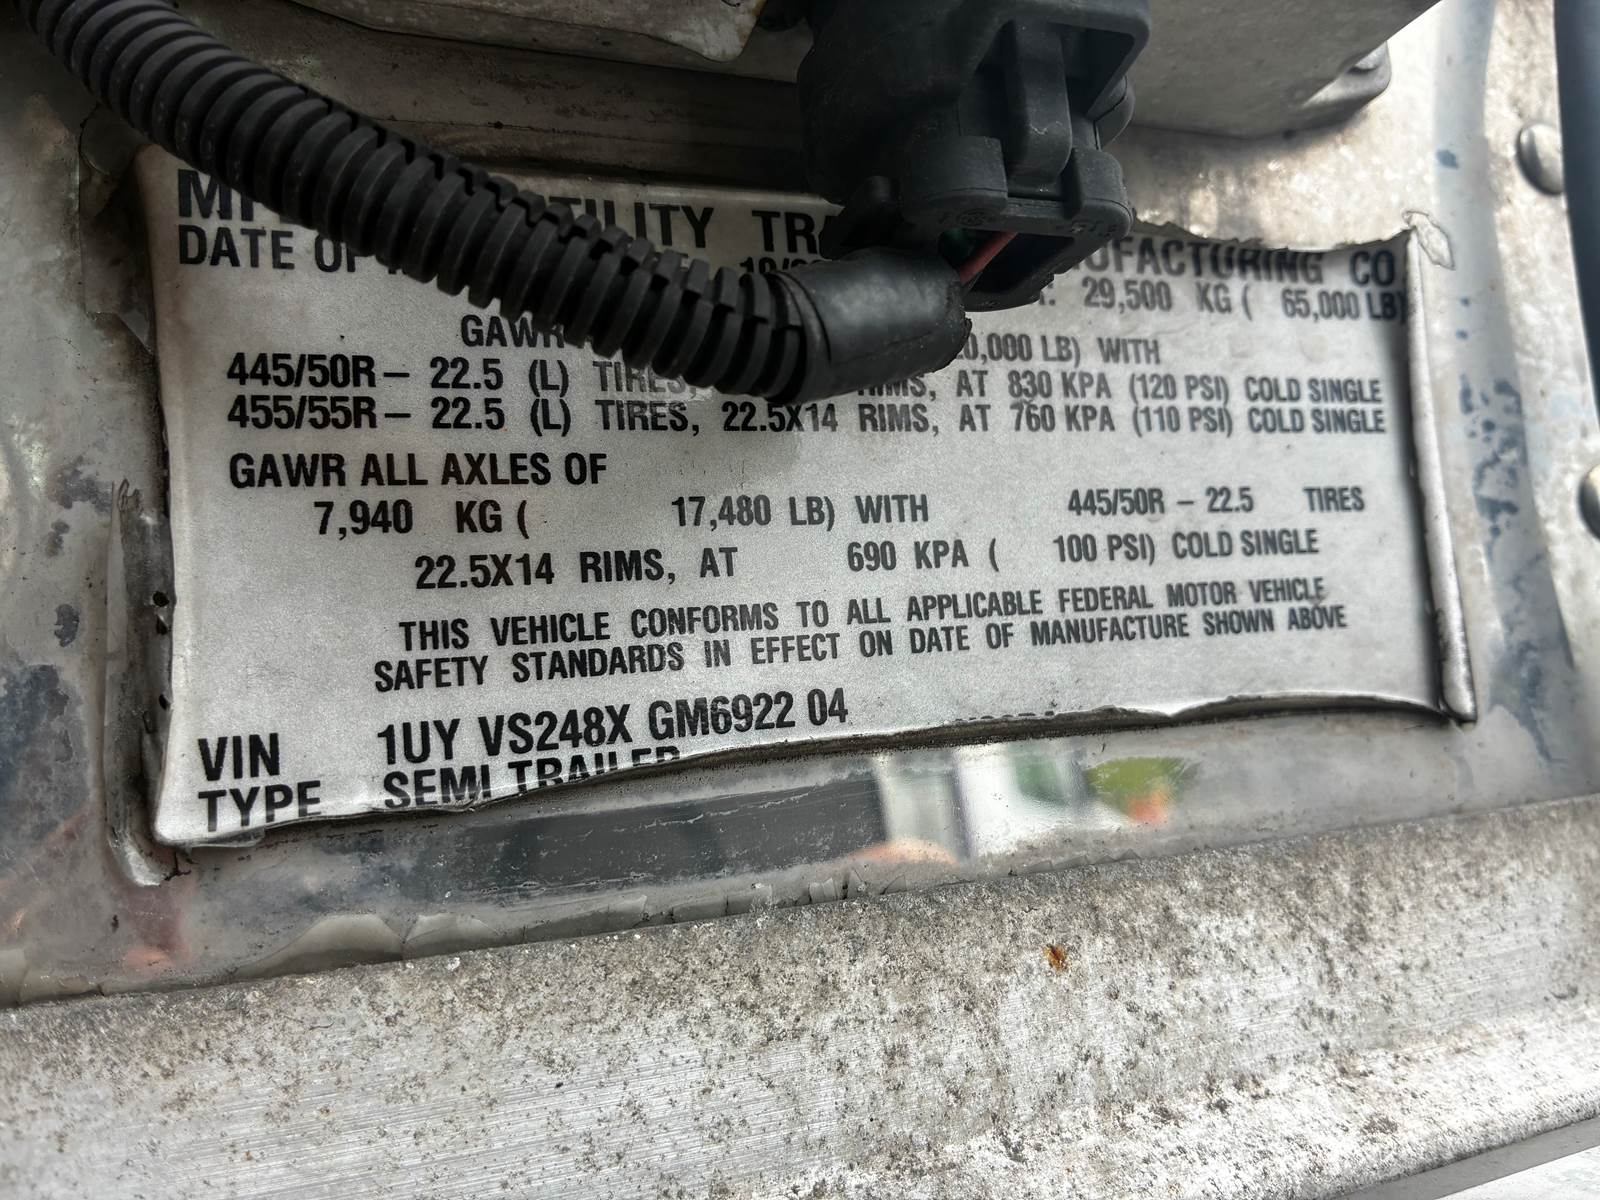 UTILITY MANUFACTURING CO
DATE OF
29,500 KG ( 65,000 LB)
GAWR LB) WITH
445/50R – 22.5 (L) TIRES, RIMS, AT 830 KPA (120 PSI) COLD SINGLE
455/55R – 22.5 (L) TIRES, 22.5X14 RIMS, AT 760 KPA (110 PSI) COLD SINGLE
GAWR ALL AXLES OF
7,940 KG ( 17,480 LB) WITH 445/50R – 22.5 TIRES
22.5X14 RIMS, AT 690 KPA ( 100 PSI) COLD SINGLE
THIS VEHICLE CONFORMS TO ALL APPLICABLE FEDERAL MOTOR VEHICLE
SAFETY STANDARDS IN EFFECT ON DATE OF MANUFACTURE SHOWN ABOVE
VIN 1UY VS248X GM6922 04
TYPE SEMI TRAILER